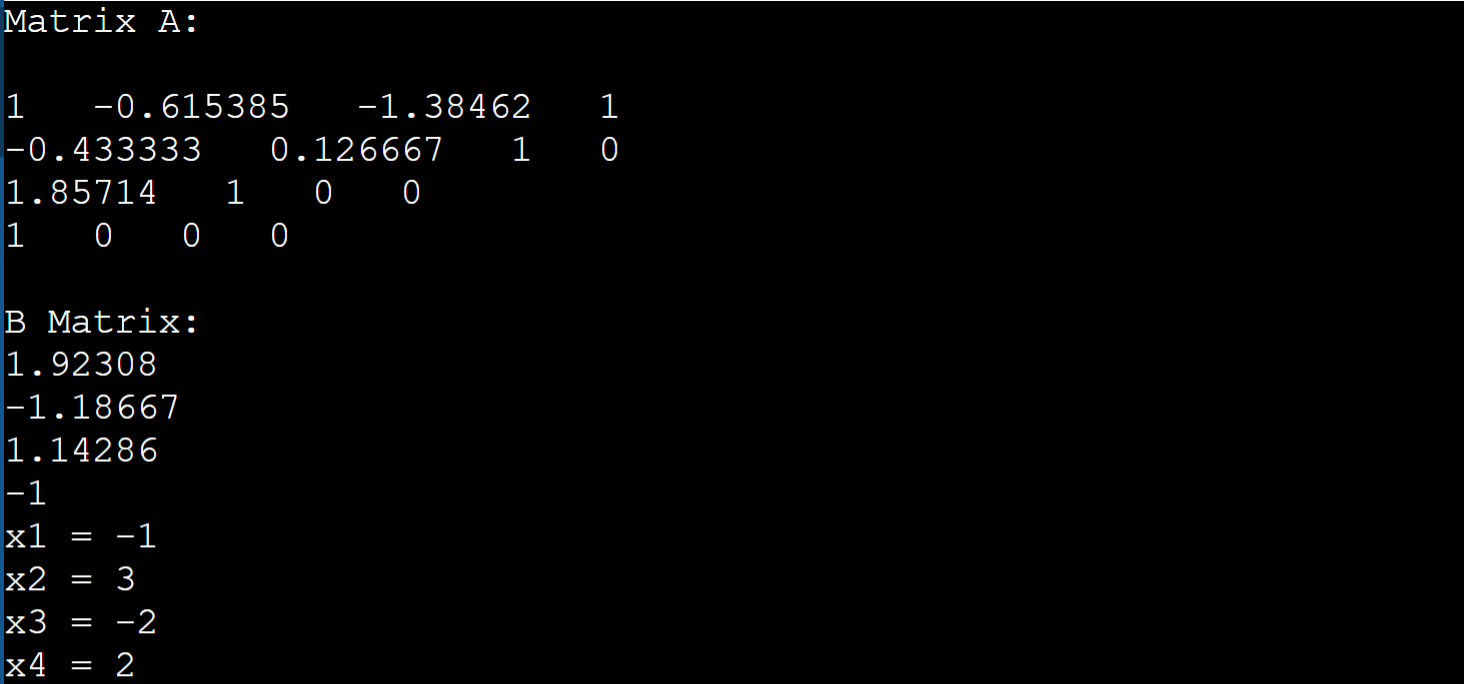 Matrix A:
1   -0.615385   -1.38462   1
-0.433333   0.126667   1   0
1.85714   1   0   0
1   0   0   0
B Matrix:
1.92308
-1.18667
1.14286
-1
x1 = -1
x2 = 3
x3 = -2
x4 = 2